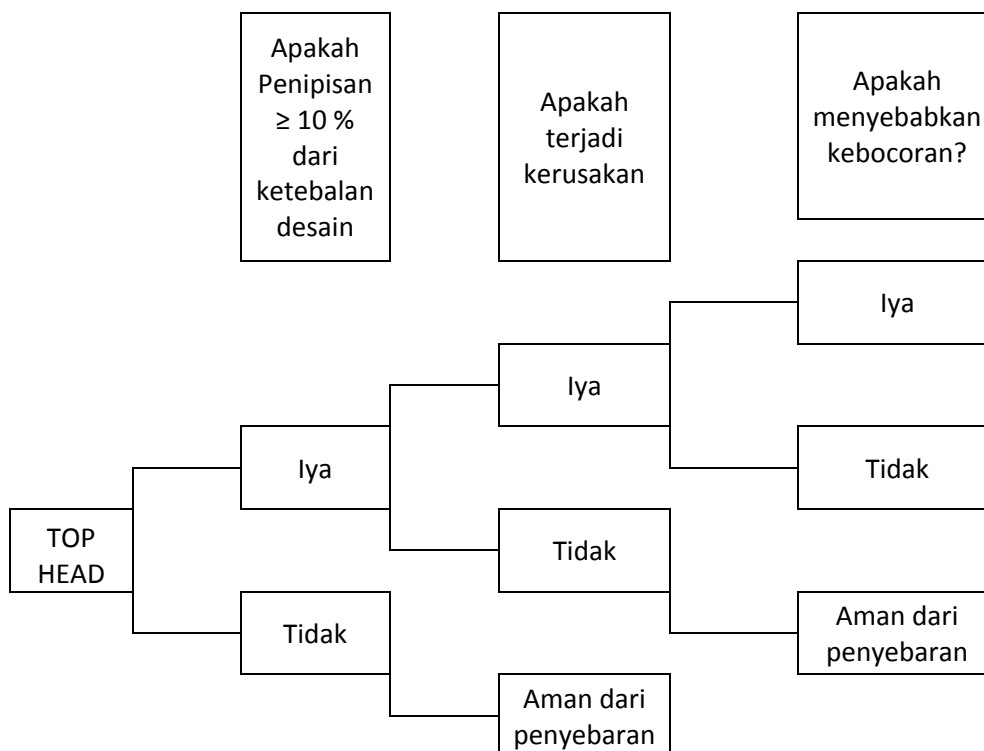 Apakah
Penipisan
≥ 10 %
dari
ketebalan
desain
Apakah
terjadi
kerusakan
Apakah
menyebabkan
kebocoran?
Iya
Iya
Iya
Tidak
TOP
HEAD
Tidak
Tidak
Aman dari
penyebaran
Aman dari
penyebaran